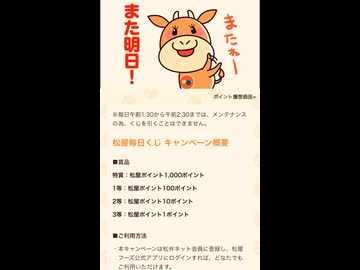 また明日！
またれー
ポイント履歴画面>
※毎日午前1:30から午前2:30までは、メンテナンス
の為、くじを引くことはできません。
松屋毎日くじ キャンペーン概要
■賞品
特賞：松屋ポイント1,000ポイント
1等：松屋ポイント100ポイント
2等：松屋ポイント10ポイント
3等：松屋ポイント1ポイント
■ご利用方法
・本キャンペーンは松弁ネット会員に登録し、松屋
フーズ公式アプリにログインすれば、どなたでも
ご利用いただけます。